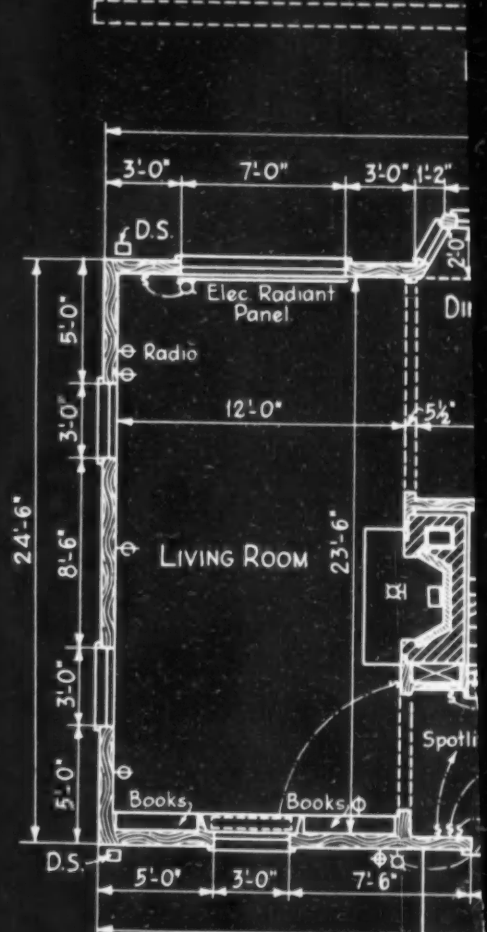 3'-0" 7'-0" 3'-0" 1'-2"
D.S.
2'-0"
Elec. Radiant
Panel
5'-0"
Radio
3'-0"
12'-0"
5½"
24'-6"
8'-6"
LIVING ROOM
23'-6"
3'-0"
5'-0"
Books
Books
D.S.
5'-0" 3'-0" 7'-6"